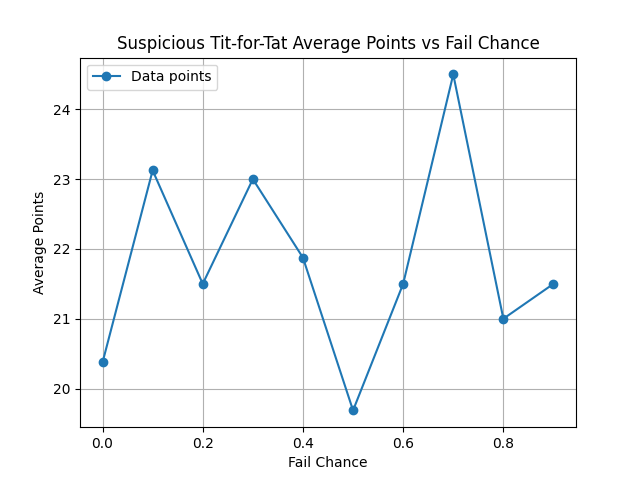 Suspicious Tit-for-Tat Average Points vs Fail Chance
Data points
24
23
22
21
20
Average Points
0.0 0.2 0.4 0.6 0.8
Fail Chance